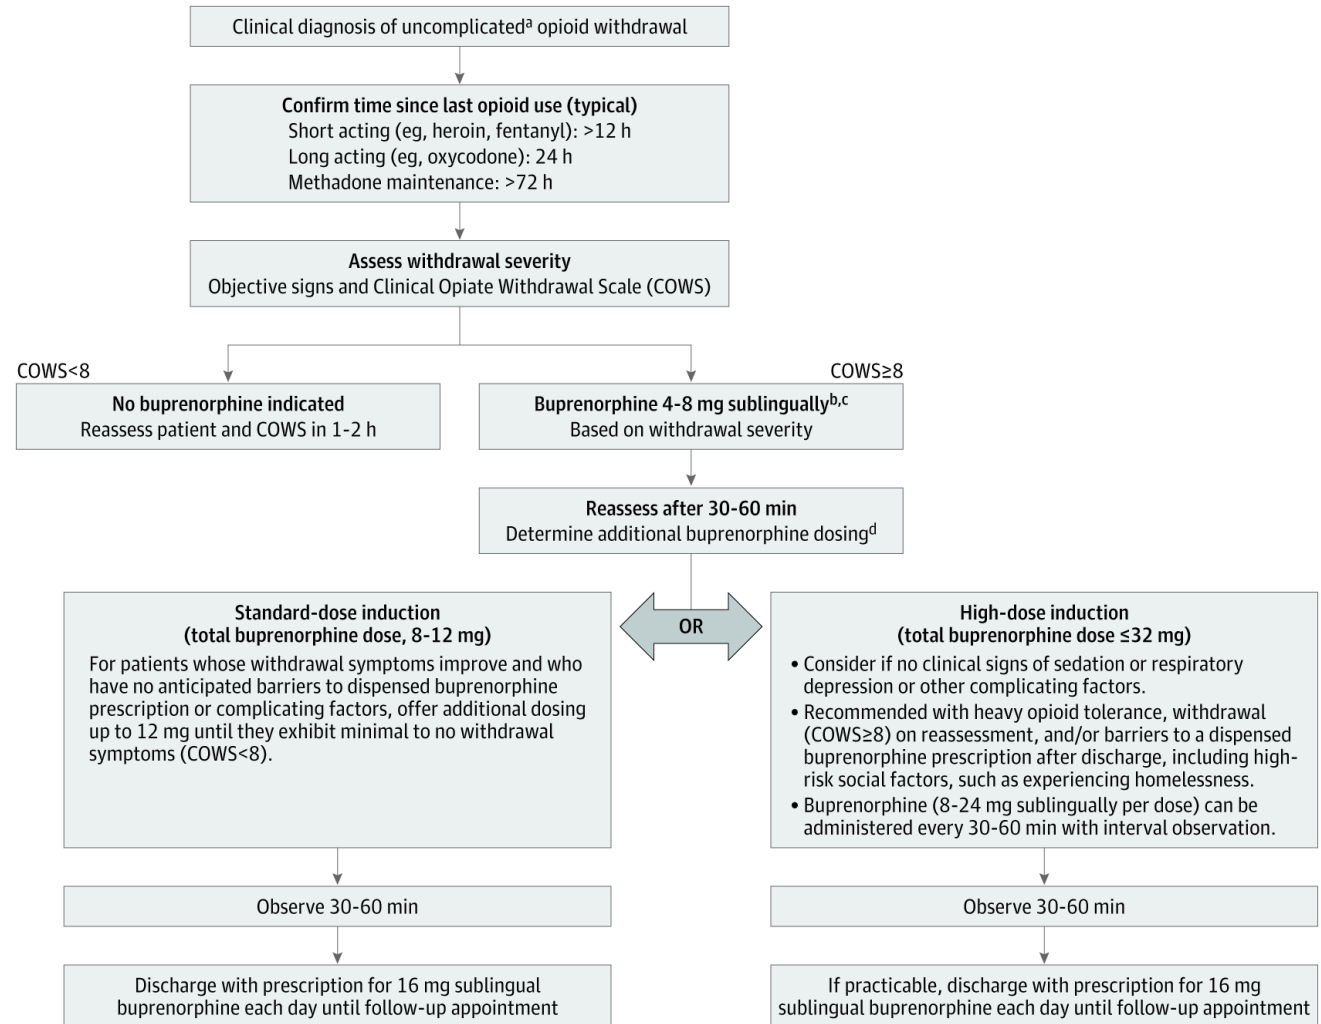 Clinical diagnosis of uncomplicatedᵃ opioid withdrawal
Confirm time since last opioid use (typical)
Short acting (eg, heroin, fentanyl): >12 h
Long acting (eg, oxycodone): 24 h
Methadone maintenance: >72 h
Assess withdrawal severity
Objective signs and Clinical Opiate Withdrawal Scale (COWS)
COWS<8
No buprenorphine indicated
Reassess patient and COWS in 1-2 h
COWS≥8
Buprenorphine 4-8 mg sublinguallyᵇ,ᶜ
Based on withdrawal severity
Reassess after 30-60 min
Determine additional buprenorphine dosingᵈ
OR
Standard-dose induction
(total buprenorphine dose, 8-12 mg)
For patients whose withdrawal symptoms improve and who
have no anticipated barriers to dispensed buprenorphine
prescription or complicating factors, offer additional dosing
up to 12 mg until they exhibit minimal to no withdrawal
symptoms (COWS<8).
Observe 30-60 min
Discharge with prescription for 16 mg sublingual
buprenorphine each day until follow-up appointment
High-dose induction
(total buprenorphine dose ≤32 mg)
• Consider if no clinical signs of sedation or respiratory
depression or other complicating factors.
• Recommended with heavy opioid tolerance, withdrawal
(COWS≥8) on reassessment, and/or barriers to a dispensed
buprenorphine prescription after discharge, including high-
risk social factors, such as experiencing homelessness.
• Buprenorphine (8-24 mg sublingually per dose) can be
administered every 30-60 min with interval observation.
Observe 30-60 min
If practicable, discharge with prescription for 16 mg
sublingual buprenorphine each day until follow-up appointment